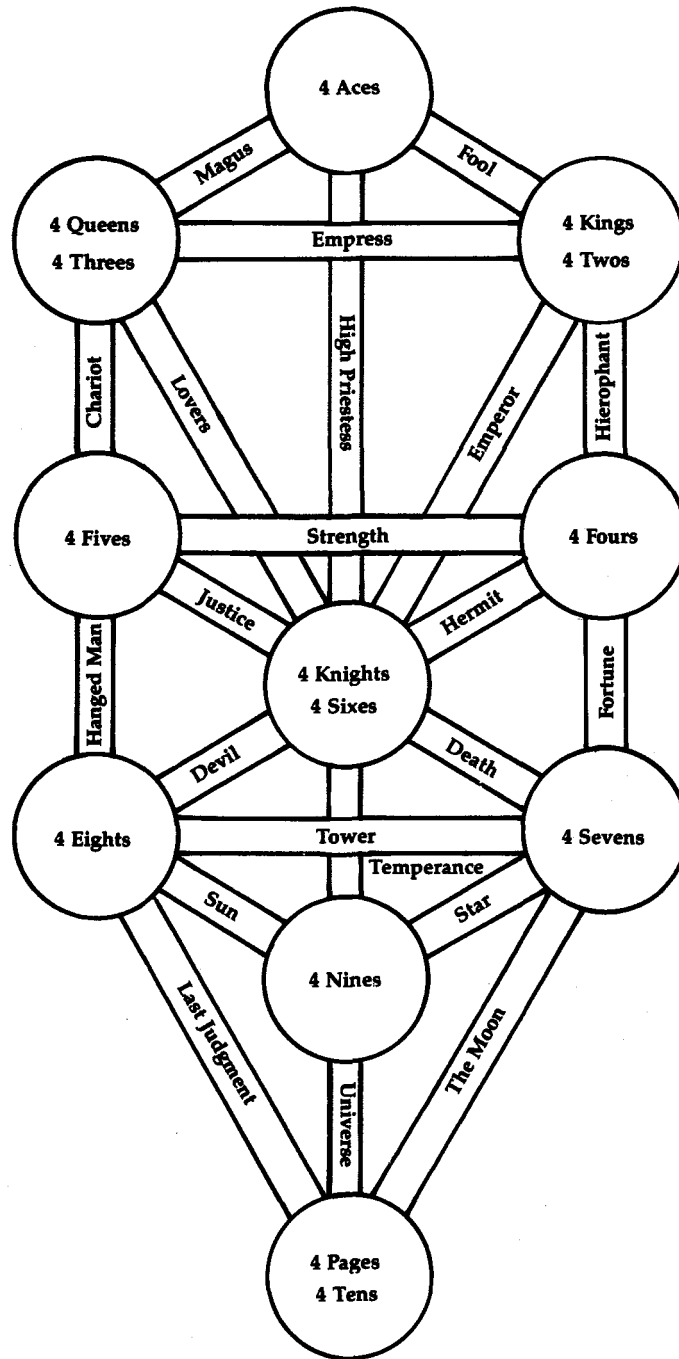 4 Aces
Magus
Fool
4 Queens
4 Threes
Empress
4 Kings
4 Twos
Chariot
Lovers
High Priestess
Emperor
Hierophant
4 Fives
Strength
4 Fours
Justice
Hermit
Hanged Man
4 Knights
4 Sixes
Fortune
Devil
Death
4 Eights
Tower
4 Sevens
Temperance
Sun
Star
4 Nines
Last Judgment
Universe
The Moon
4 Pages
4 Tens